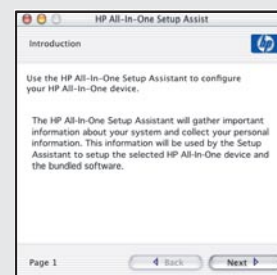 HP All-In-One Setup Assist
Introduction
hp
Use the HP All-In-One Setup Assistant to configure
your HP All-In-One device.
The HP All-In-One Setup Assistant will gather important
information about your system and collect your personal
information. This information will be used by the Setup
Assistant to setup the selected HP All-In-One device and
the bundled software.
Page 1
Back
Next